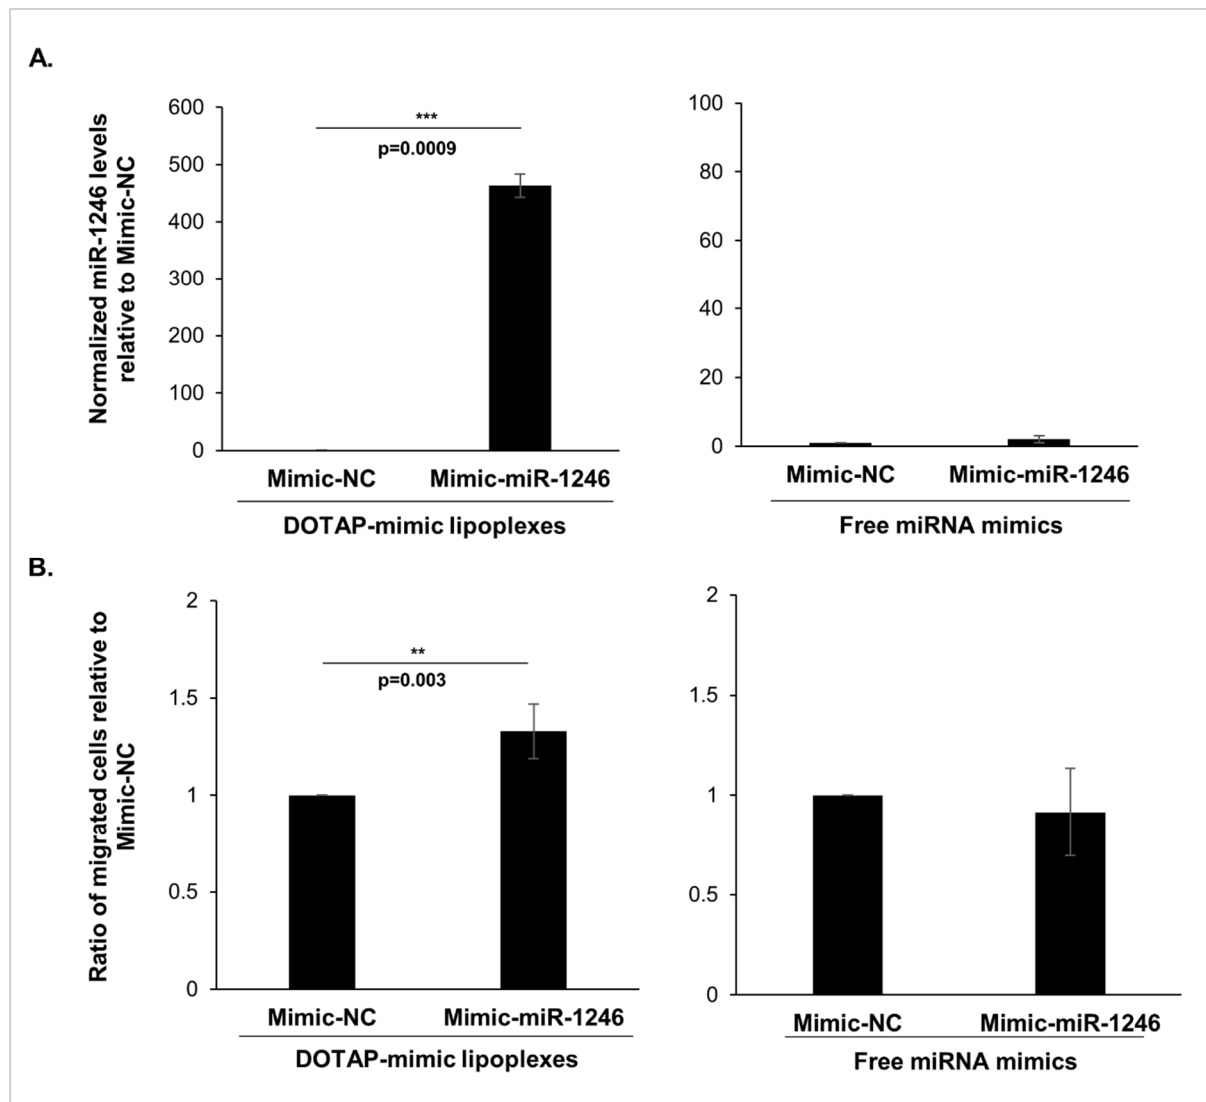 A.
Normalized miR-1246 levels
relative to Mimic-NC
600
500
400
300
200
100
0
***
p=0.0009
Mimic-NC
Mimic-miR-1246
DOTAP-mimic lipoplexes
100
80
60
40
20
0
Mimic-NC
Mimic-miR-1246
Free miRNA mimics
B.
Ratio of migrated cells relative to
Mimic-NC
2
1.5
1
0.5
0
**
p=0.003
Mimic-NC
Mimic-miR-1246
DOTAP-mimic lipoplexes
2
1.5
1
0.5
0
Mimic-NC
Mimic-miR-1246
Free miRNA mimics